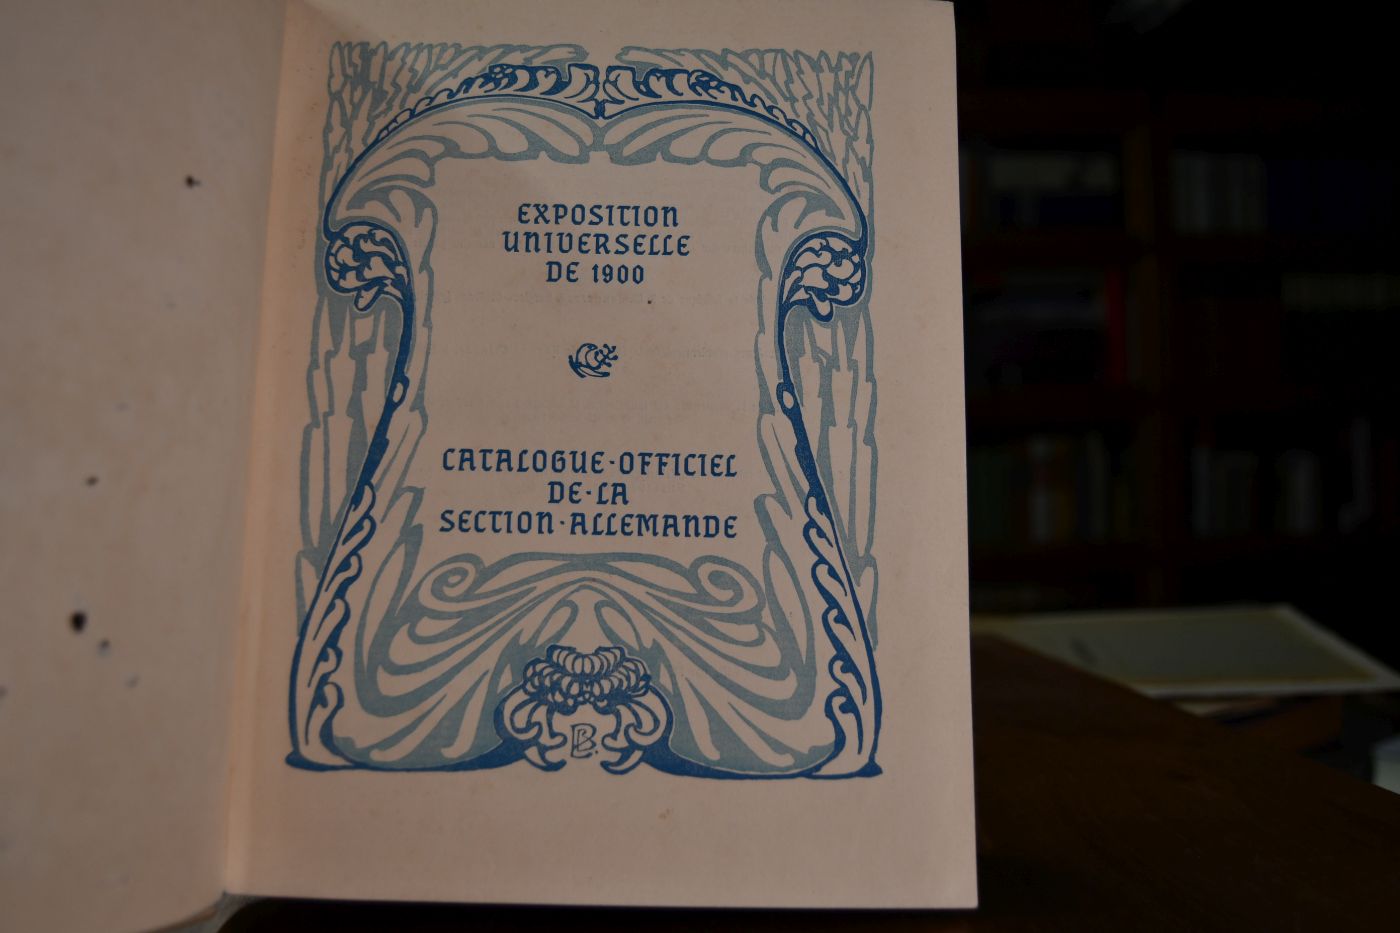 EXPOSITION
UNIVERSELLE
DE 1900
CATALOGUE·OFFICIEL
DE·LA
SECTION·ALLEMANDE